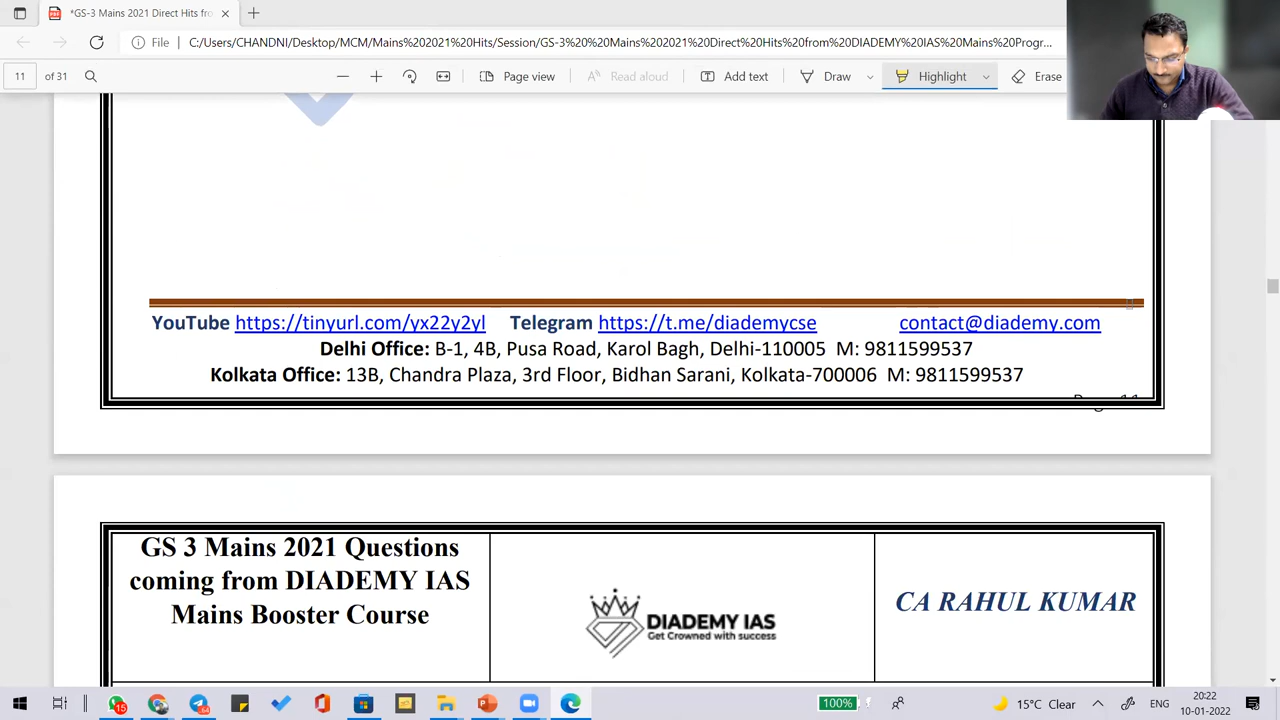 *GS-3 Mains 2021 Direct Hits fro
File
C:/Users/CHANDNI/Desktop/MCM/Mains%202021%20Hits/Session/GS-3%20%20Mains%202021%20Direct%20Hits%20from%20DIADEMY%20IAS%20Mains%20Progr...
11 of 31
Page view
Read aloud
Add text
Draw
Highlight
Erase
YouTube https://tinyurl.com/yx22y2yl Telegram https://t.me/diademycse contact@diademy.com
Delhi Office: B-1, 4B, Pusa Road, Karol Bagh, Delhi-110005 M: 9811599537
Kolkata Office: 13B, Chandra Plaza, 3rd Floor, Bidhan Sarani, Kolkata-700006 M: 9811599537
GS 3 Mains 2021 Questions
coming from DIADEMY IAS
Mains Booster Course
DIADEMY IAS
Get Crowned with success
CA RAHUL KUMAR
15
64
100%
15°C Clear
ENG
20:22
10-01-2022